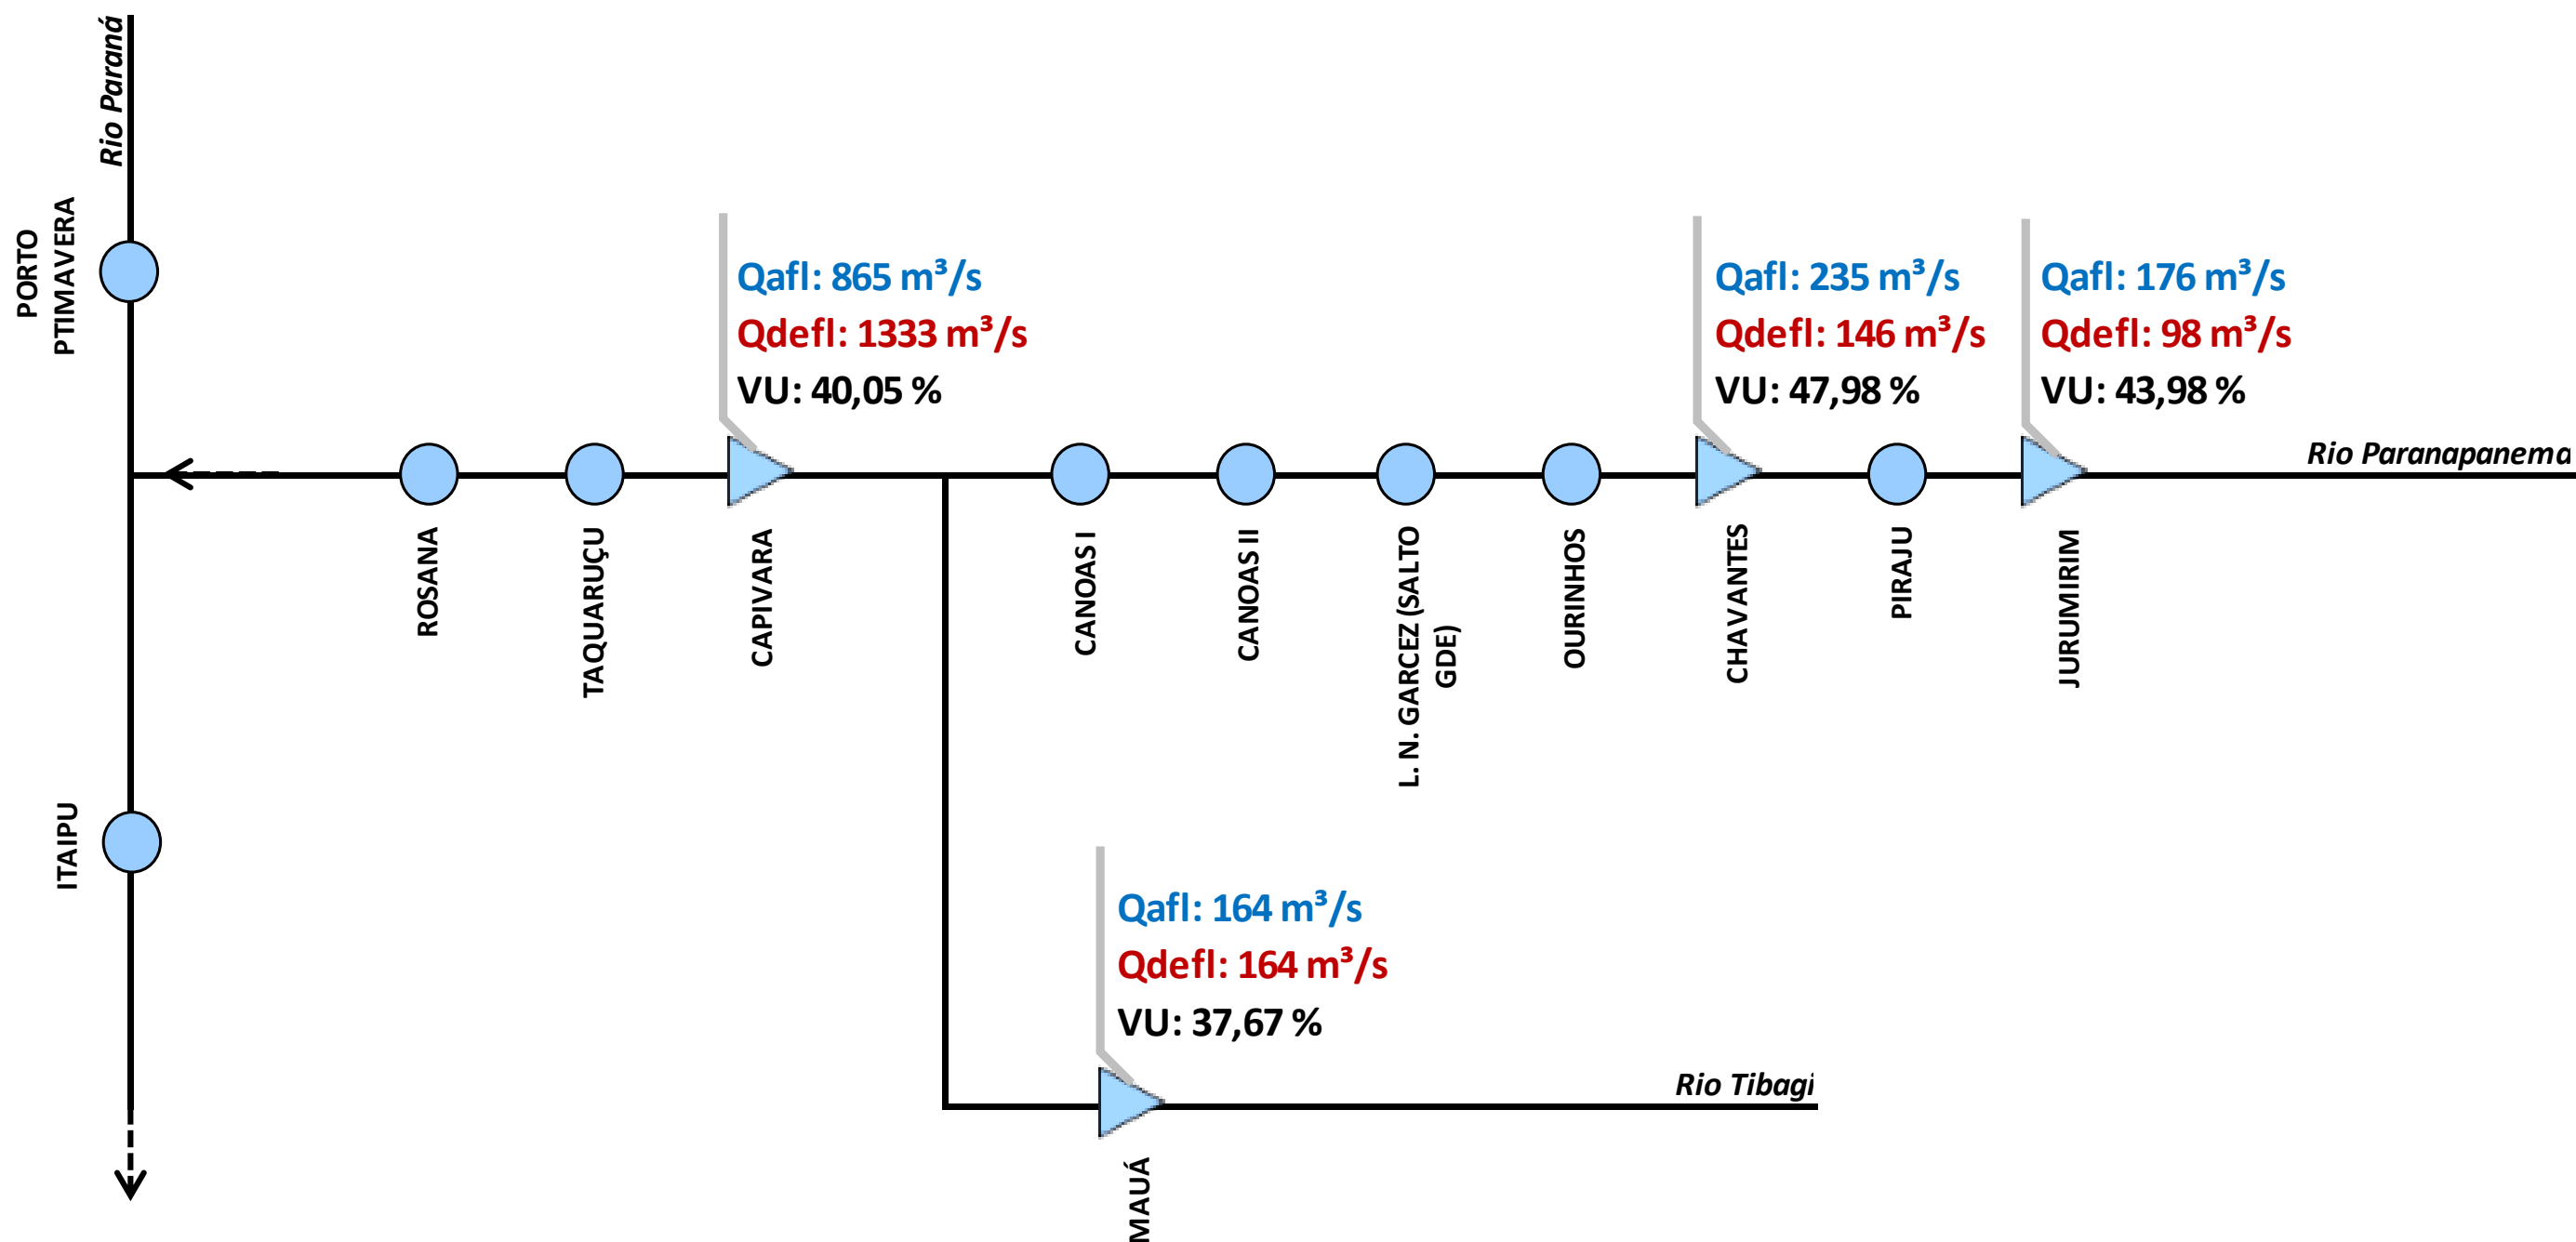 Rio Paraná
PORTO
PTIMAVERA
Qafl: 865 m³/s
Qdefl: 1333 m³/s
VU: 40,05 %
Qafl: 235 m³/s
Qdefl: 146 m³/s
VU: 47,98 %
Qafl: 176 m³/s
Qdefl: 98 m³/s
VU: 43,98 %
Rio Paranapanema
ROSANA
TAQUARUÇU
CAPIVARA
CANOAS I
CANOAS II
L. N. GARCEZ (SALTO
GDE)
OURINHOS
CHAVANTES
PIRAJU
JURUMIRIM
ITAIPU
Qafl: 164 m³/s
Qdefl: 164 m³/s
VU: 37,67 %
Rio Tibagi
MAUÁ